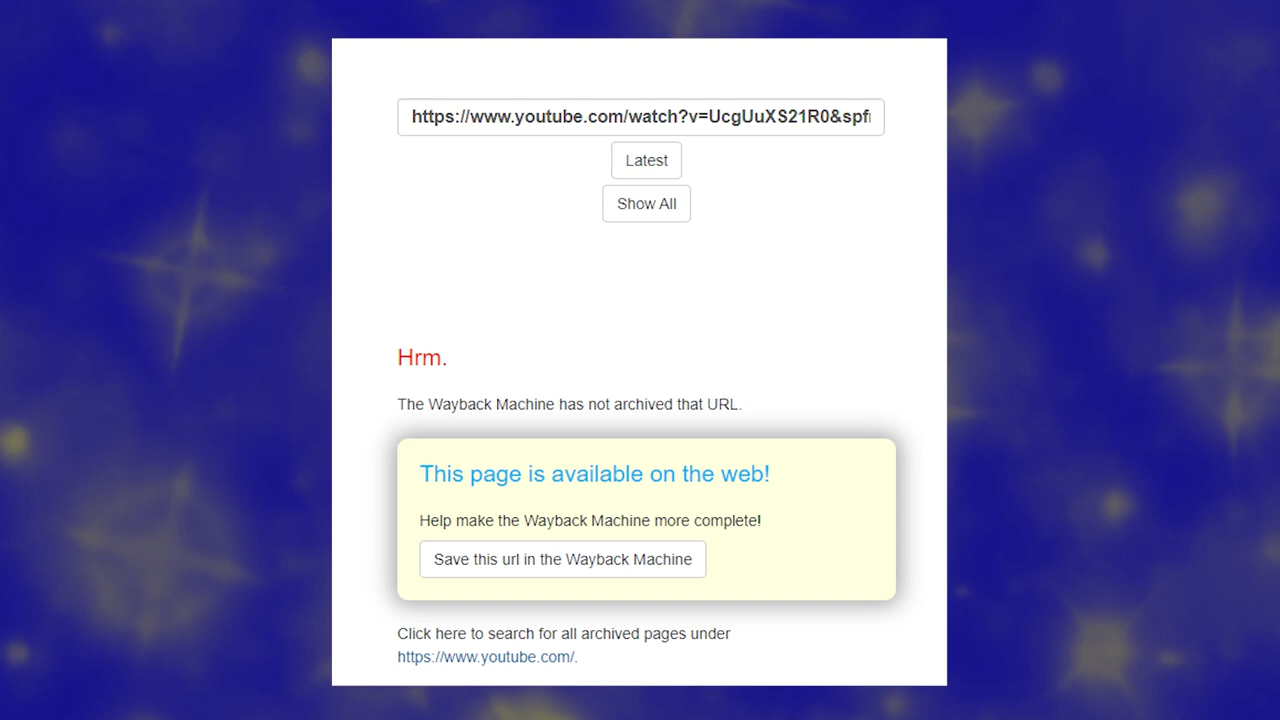 https://www.youtube.com/watch?v=UcgUuXS21R0&spf
Latest
Show All
Hrm.
The Wayback Machine has not archived that URL.
This page is available on the web!
Help make the Wayback Machine more complete!
Save this url in the Wayback Machine
Click here to search for all archived pages under
https://www.youtube.com/.